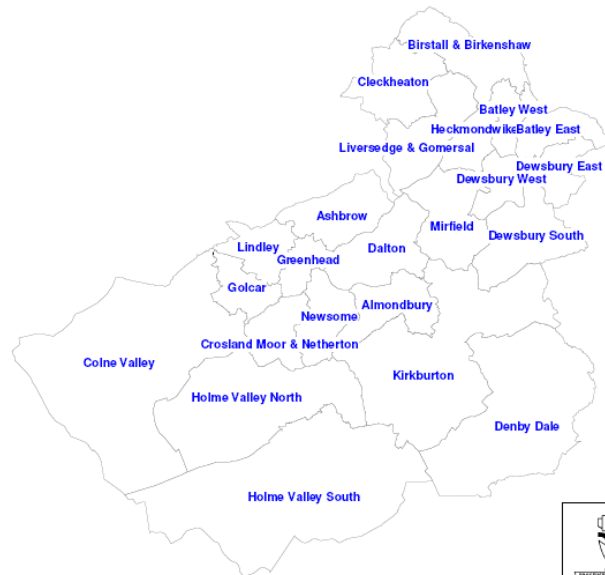 Birstall & Birkenshaw
Cleckheaton
Batley West
Heckmondwike
Batley East
Liversedge & Gomersal
Dewsbury East
Dewsbury West
Ashbrow
Mirfield
Dewsbury South
Lindley
Dalton
Greenhead
Golcar
Almondbury
Newsome
Crosland Moor & Netherton
Colne Valley
Kirkburton
Holme Valley North
Denby Dale
Holme Valley South